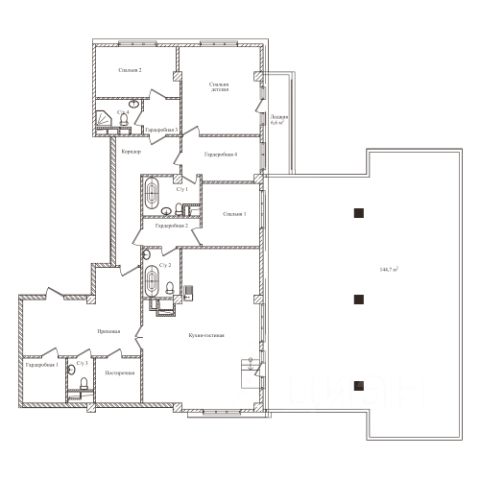 Спальня 2
Спальня
детская
С/у 4
Гардеробная 3
Лоджия
6,6 м²
Коридор
Гардеробная 4
С/у 1
Спальня 1
Гардеробная 2
С/у 2
144,7 м²
Прихожая
Кухня-гостиная
Гардеробная 1
С/у 3
Постирочная
циан